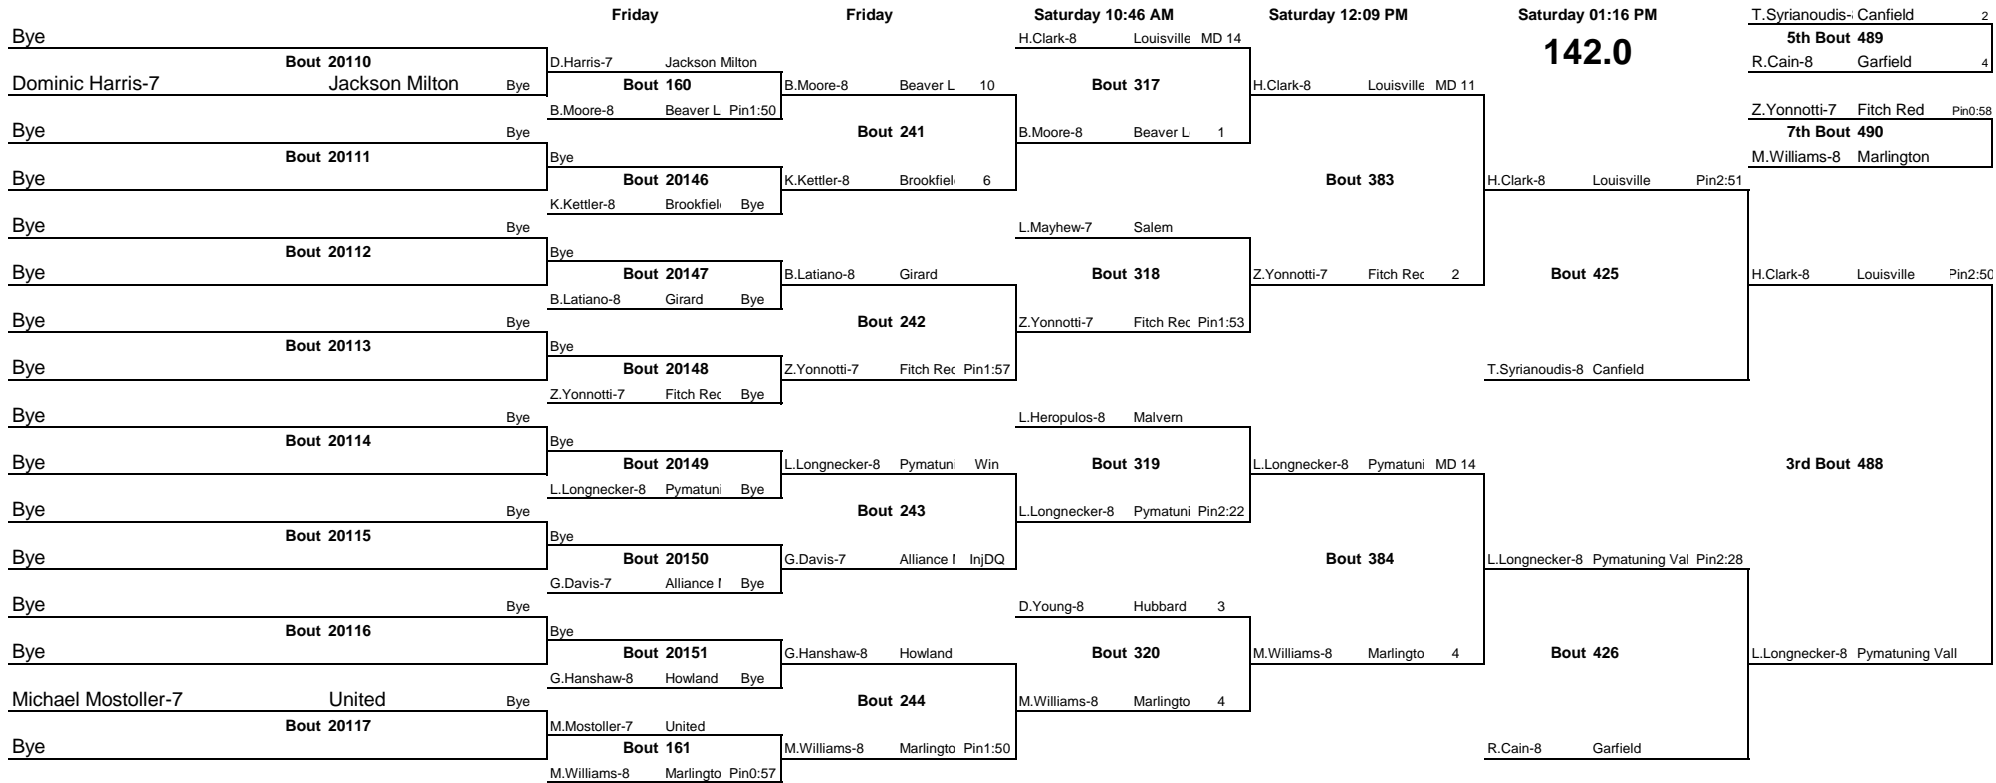 Friday Friday Saturday 10:46 AM Saturday 12:09 PM Saturday 01:16 PM T.Syrianoudis- Canfield 2
Bye H.Clark-8 Louisville MD 14 142.0 5th Bout 489
Bout 20110 D.Harris-7 Jackson Milton R.Cain-8 Garfield 4
Dominic Harris-7 Jackson Milton Bye Bout 160 B.Moore-8 Beaver L 10 Bout 317 H.Clark-8 Louisville MD 11
B.Moore-8 Beaver L Pin1:50 Z.Yonnotti-7 Fitch Red Pin0:58
Bye Bye Bout 241 B.Moore-8 Beaver L 1 7th Bout 490
Bout 20111 Bye M.Williams-8 Marlington
Bye Bout 20146 K.Kettler-8 Brookfiel 6 Bout 383 H.Clark-8 Louisville Pin2:51
K.Kettler-8 Brookfiel Bye
Bye Bye L.Mayhew-7 Salem
Bout 20112 Bye
Bye Bout 20147 B.Latiano-8 Girard Bout 318 Z.Yonnotti-7 Fitch Rec 2 Bout 425 H.Clark-8 Louisville Pin2:50
B.Latiano-8 Girard Bye
Bye Bye Bout 242 Z.Yonnotti-7 Fitch Rec Pin1:53
Bout 20113 Bye
Bye Bout 20148 Z.Yonnotti-7 Fitch Rec Pin1:57 T.Syrianoudis-8 Canfield
Z.Yonnotti-7 Fitch Rec Bye
Bye Bye L.Heropulos-8 Malvern
Bout 20114 Bye
Bye Bout 20149 L.Longnecker-8 Pymatuni Win Bout 319 L.Longnecker-8 Pymatuni MD 14 3rd Bout 488
L.Longnecker-8 Pymatuni Bye
Bye Bye Bout 243 L.Longnecker-8 Pymatuni Pin2:22
Bout 20115 Bye
Bye Bout 20150 G.Davis-7 Alliance InjDQ Bout 384 L.Longnecker-8 Pymatuning Val Pin2:28
G.Davis-7 Alliance Bye
Bye Bye D.Young-8 Hubbard 3
Bout 20116 Bye
Bye Bout 20151 G.Hanshaw-8 Howland Bout 320 M.Williams-8 Marlingto 4 Bout 426 L.Longnecker-8 Pymatuning Vall
G.Hanshaw-8 Howland Bye
Michael Mostoller-7 United Bye Bout 244 M.Williams-8 Marlingto 4
Bout 20117 M.Mostoller-7 United
Bye Bout 161 M.Williams-8 Marlingto Pin1:50 R.Cain-8 Garfield
M.Williams-8 Marlingto Pin0:57